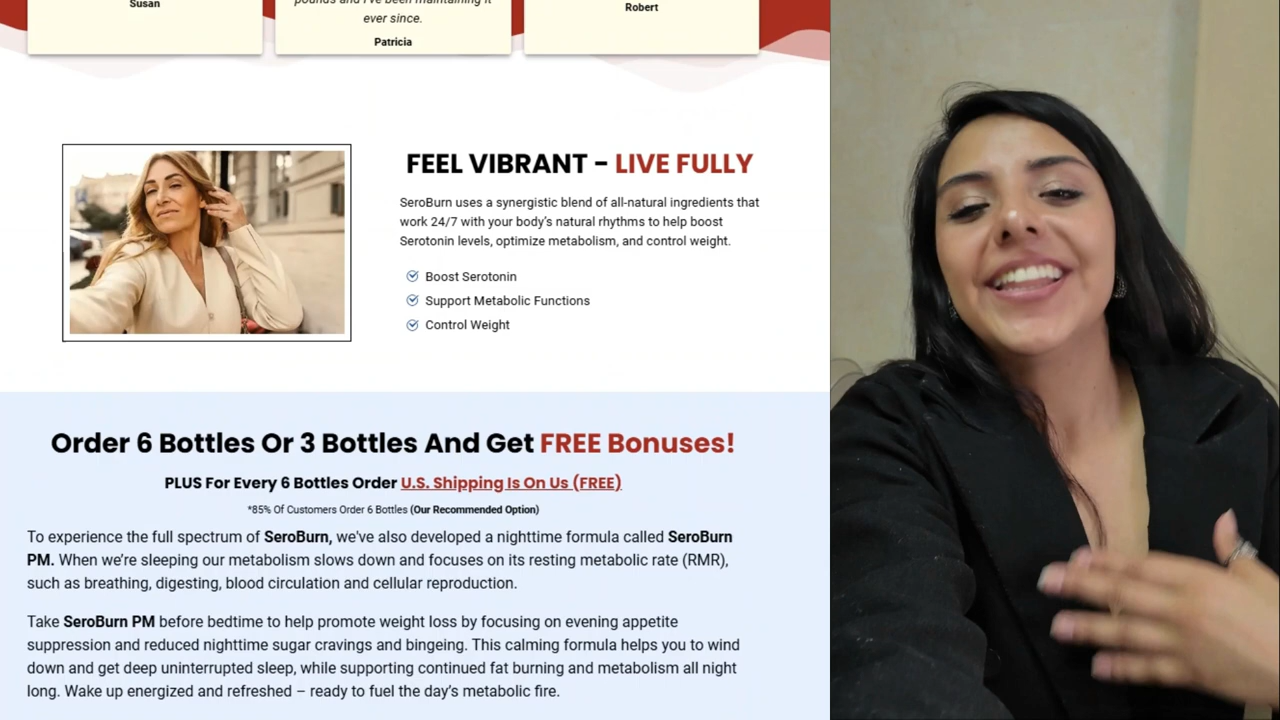 Susan
pounds and I've been maintaining it
ever since.
Patricia
Robert
FEEL VIBRANT – LIVE FULLY
SeroBurn uses a synergistic blend of all-natural ingredients that
work 24/7 with your body's natural rhythms to help boost
Serotonin levels, optimize metabolism, and control weight.
Boost Serotonin
Support Metabolic Functions
Control Weight
Order 6 Bottles Or 3 Bottles And Get FREE Bonuses!
PLUS For Every 6 Bottles Order U.S. Shipping Is On Us (FREE)
*85% Of Customers Order 6 Bottles (Our Recommended Option)
To experience the full spectrum of SeroBurn, we've also developed a nighttime formula called SeroBurn
PM. When we’re sleeping our metabolism slows down and focuses on its resting metabolic rate (RMR),
such as breathing, digesting, blood circulation and cellular reproduction.
Take SeroBurn PM before bedtime to help promote weight loss by focusing on evening appetite
suppression and reduced nighttime sugar cravings and bingeing. This calming formula helps you to wind
down and get deep uninterrupted sleep, while supporting continued fat burning and metabolism all night
long. Wake up energized and refreshed – ready to fuel the day’s metabolic fire.